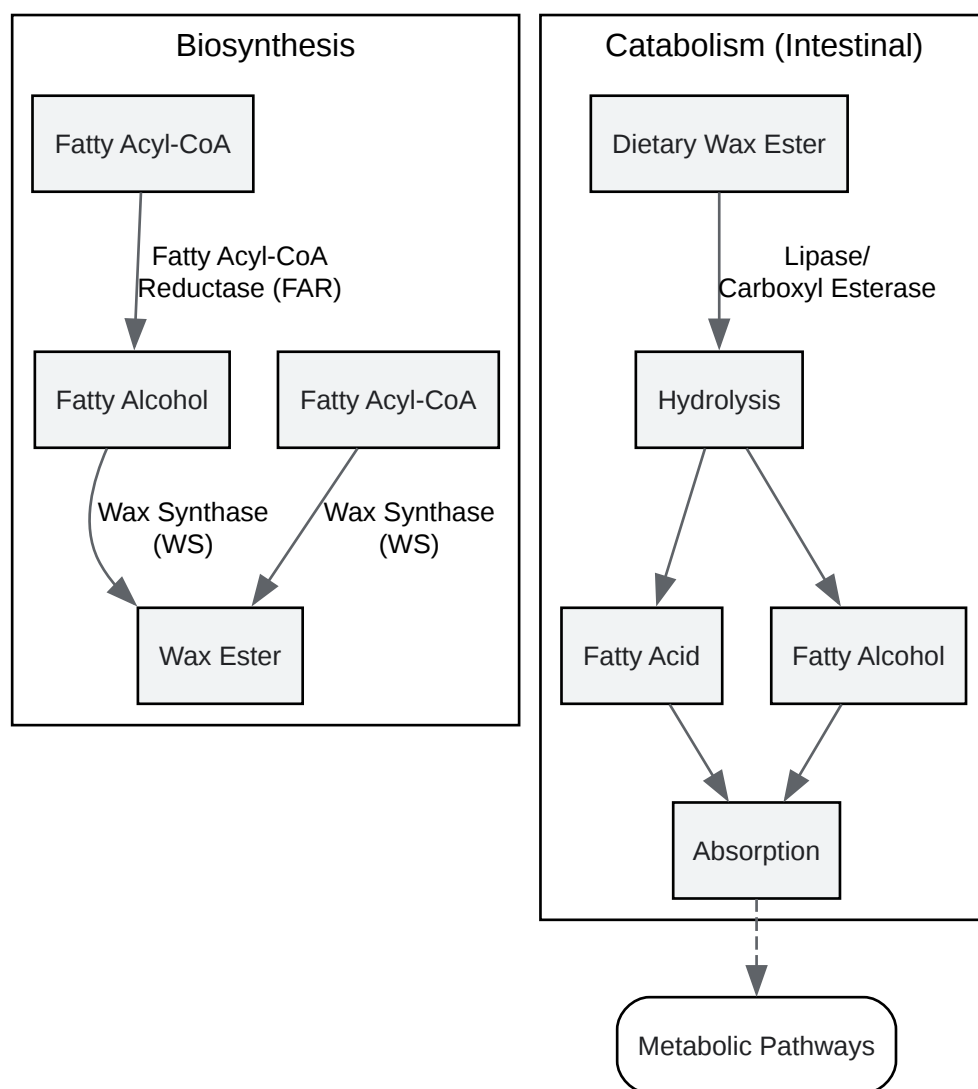 Biosynthesis
Fatty Acyl-CoA
Fatty Acyl-CoA
Reductase (FAR)
Fatty Alcohol
Fatty Acyl-CoA
Wax Synthase
(WS)
Wax Synthase
(WS)
Wax Ester
Catabolism (Intestinal)
Dietary Wax Ester
Lipase/
Carboxyl Esterase
Hydrolysis
Fatty Acid
Fatty Alcohol
Absorption
Metabolic Pathways